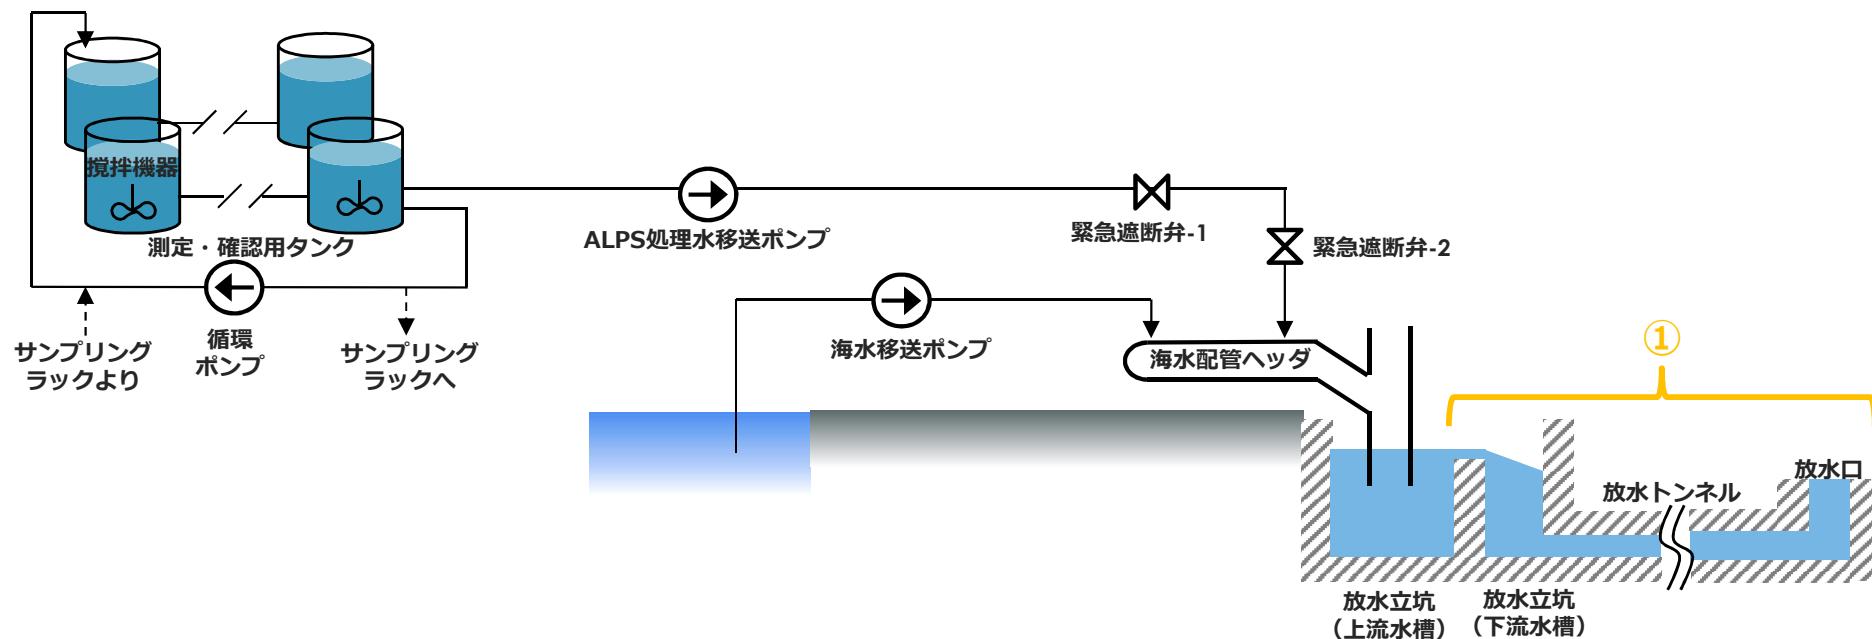 撹拌機器
測定・確認用タンク
循環
ポンプ
サンプリング
ラックより
サンプリング
ラックへ
ALPS処理水移送ポンプ
緊急遮断弁-1
緊急遮断弁-2
海水移送ポンプ
海水配管ヘッダ
①
放水口
放水トンネル
放水立坑
（上流水槽）
放水立坑
（下流水槽）